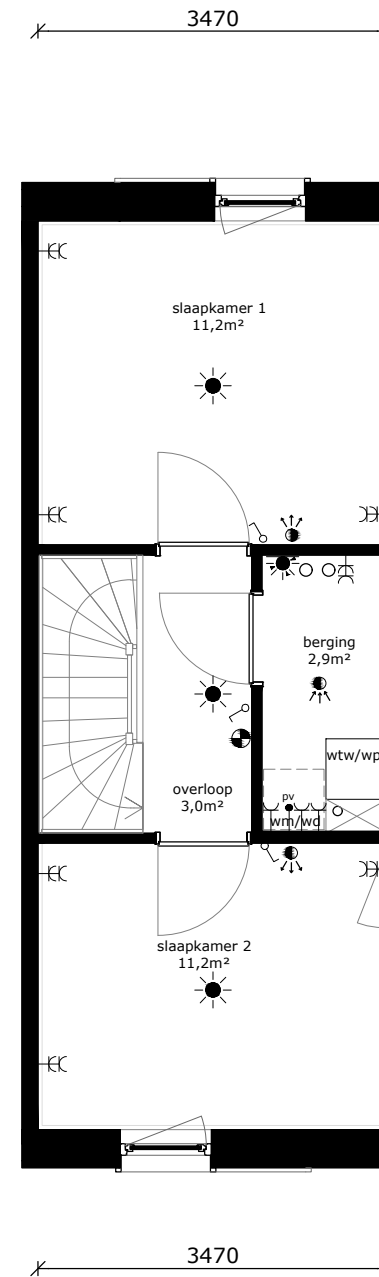 3470
slaapkamer 1
11,2m²
berging
2,9m²
wtw/wp
overloop
3,0m²
pv
wm/wd
slaapkamer 2
11,2m²
3470